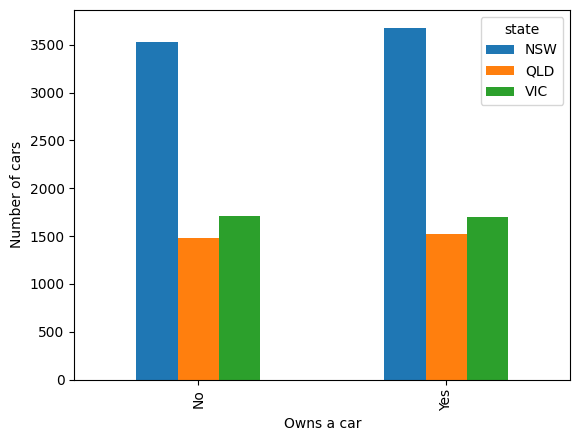 state
NSW
QLD
VIC
3500
3000
2500
2000
1500
1000
500
0
Number of cars
No
Yes
Owns a car